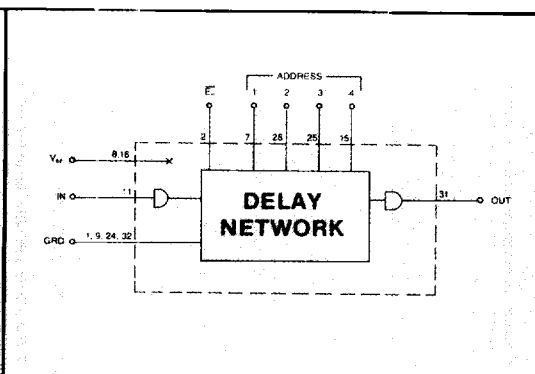 ADDRESS
E 1 2 3 4
2 7 26 25 15
Vcc 8,16
IN 11
DELAY
NETWORK
31 OUT
GRD 1, 9, 24, 32